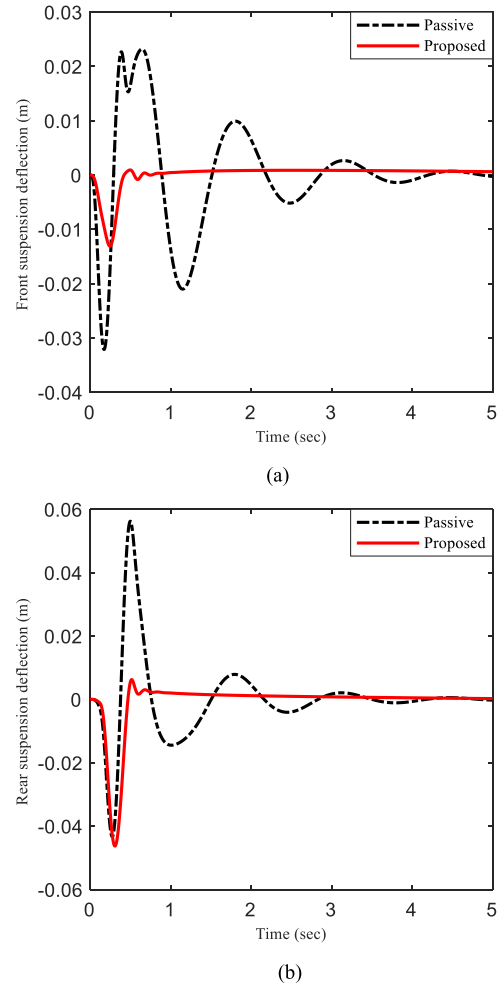 0.03
Passive
Proposed
0.02
0.01
0
-0.01
-0.02
-0.03
-0.04
Front suspension deflection (m)
0 1 2 3 4 5
Time (sec)
(a)
0.06
Passive
Proposed
0.04
0.02
0
-0.02
-0.04
-0.06
Rear suspension deflection (m)
0 1 2 3 4 5
Time (sec)
(b)